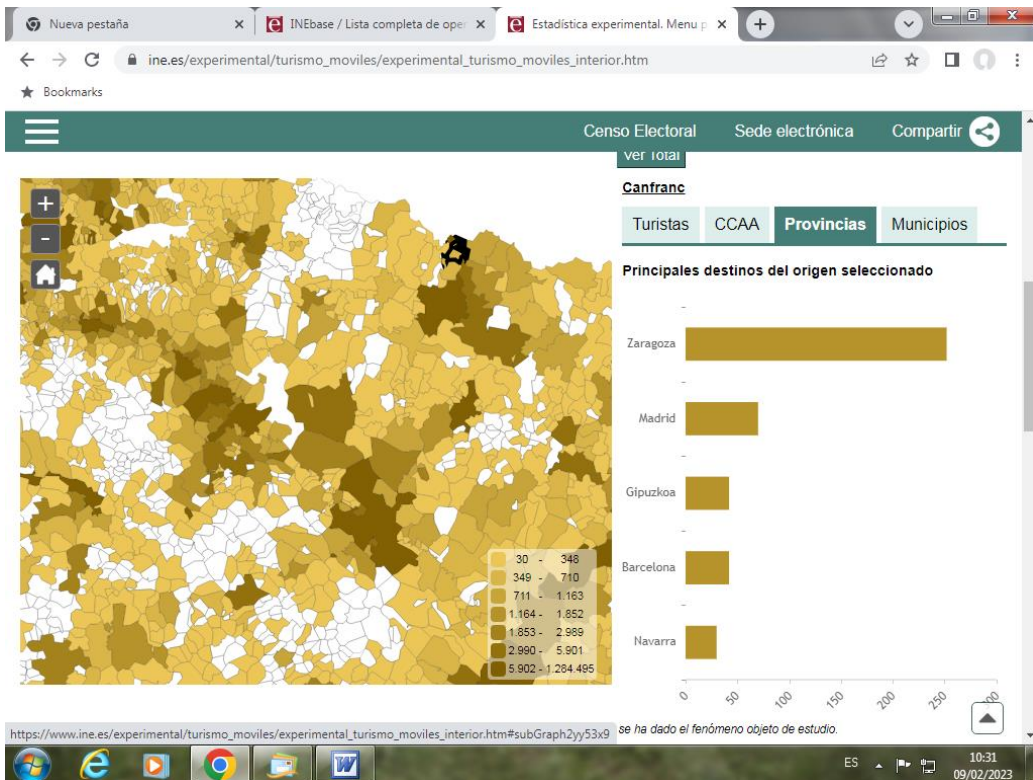 Nueva pestaña
INEbase / Lista completa de oper
Estadística experimental. Menu p
ine.es/experimental/turismo_moviles/experimental_turismo_moviles_interior.htm
Bookmarks
Censo Electoral Sede electrónica Compartir
Ver Total
Canfranc
Turistas CCAA Provincias Municipios
Principales destinos del origen seleccionado
Zaragoza
Madrid
Gipuzkoa
Barcelona
Navarra
0 50 100 150 200 250 300
30 - 348
349 - 710
711 - 1.163
1.164 - 1.852
1.853 - 2.989
2.990 - 5.901
5.902 - 1.284.495
se ha dado el fenómeno objeto de estudio.
https://www.ine.es/experimental/turismo_moviles/experimental_turismo_moviles_interior.htm#subGraph2yy53x9
ES
10:31
09/02/2023